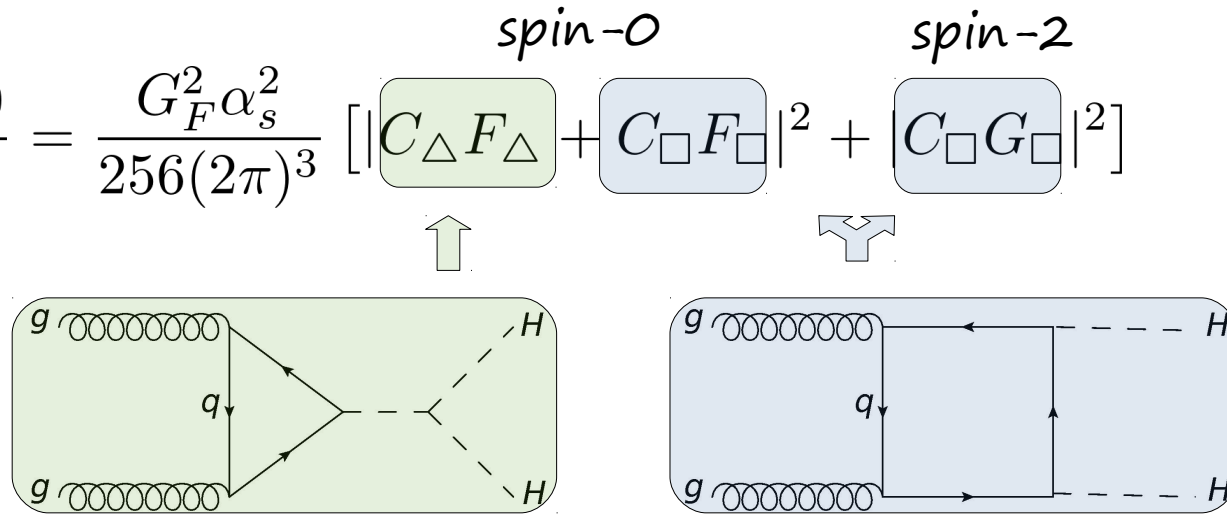 spin-0 spin-2
= \frac{G_F^2 α_s^2}{256(2π)^3} [|C_△ F_△ + C_□ F_□|^2 + |C_□ G_□|^2]
g H g H
q q
g H g H